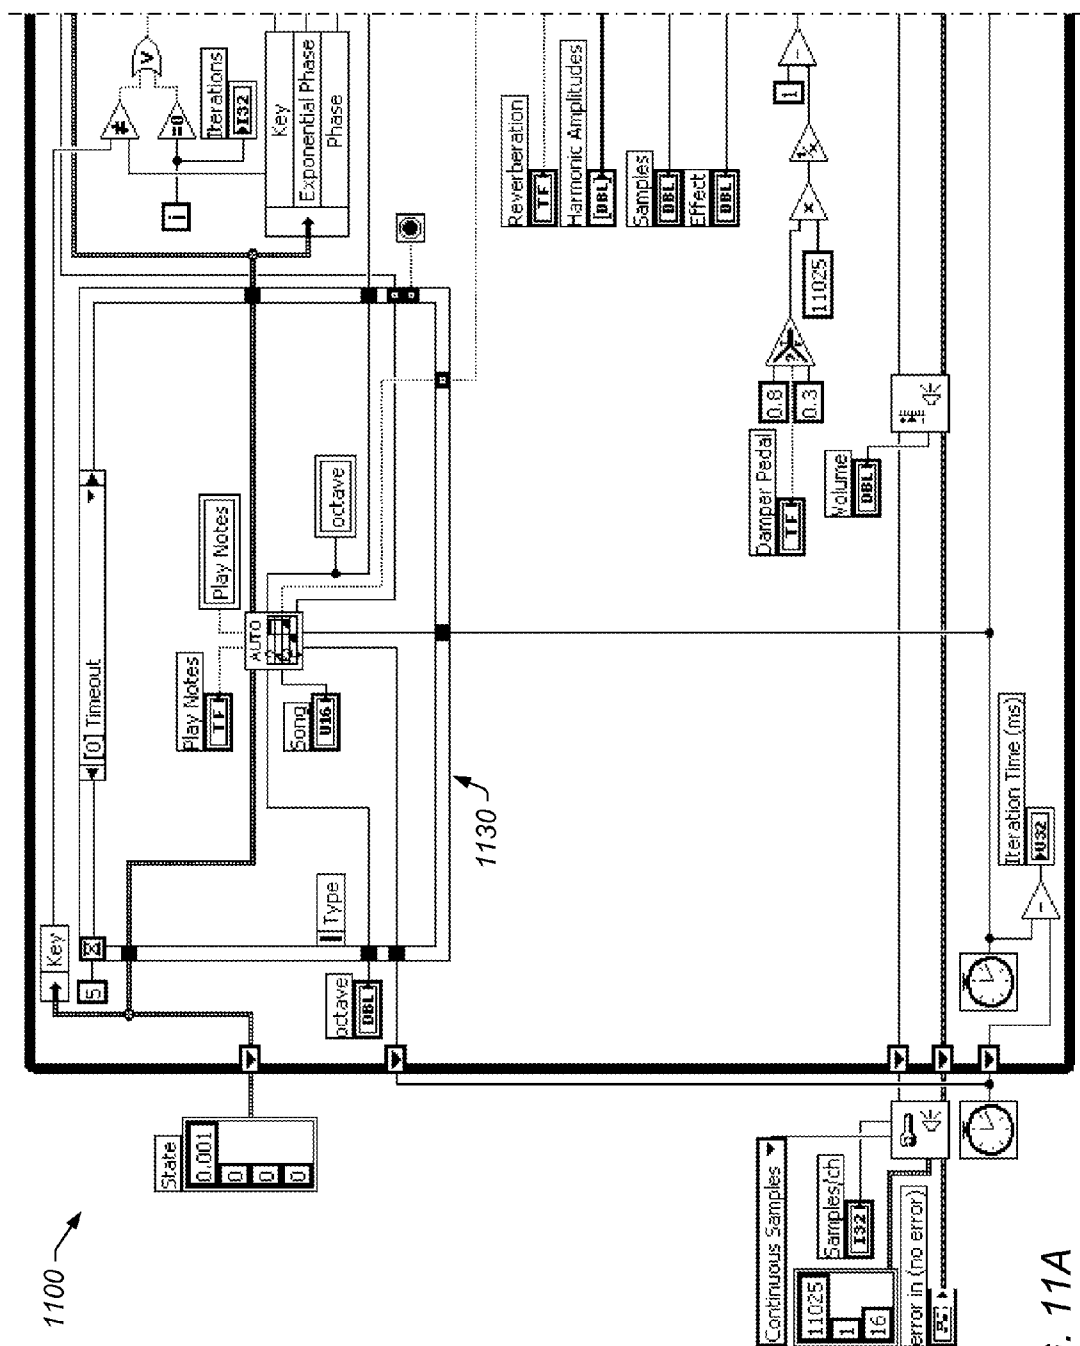 1100
State
0.001
0
0
0
Key
5
[0] Timeout
Type
octave
DBL
Play Notes
TF
Play Notes
AUTO
Song
U16
octave
1130
i
≠
=0
V
Iterations
I32
Key
Exponential Phase
Phase
Reverberation
TF
Harmonic Amplitudes
[DBL]
Samples
DBL
Effect
DBL
Damper Pedal
TF
0.8
0.3
11025
x
1
Volume
DBL
Continuous Samples
Samples/ch
I32
11025
1
16
error in (no error)
Iteration Time (ms)
U32
11A